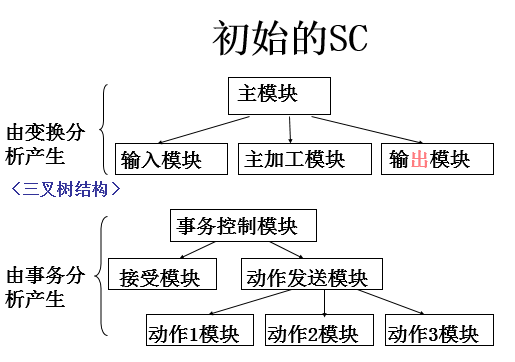 初始的SC
主模块
由变换分
析产生
输入模块
主加工模块
输出模块
<三叉树结构>
事务控制模块
由事务分
析产生
接受模块
动作发送模块
动作1模块
动作2模块
动作3模块